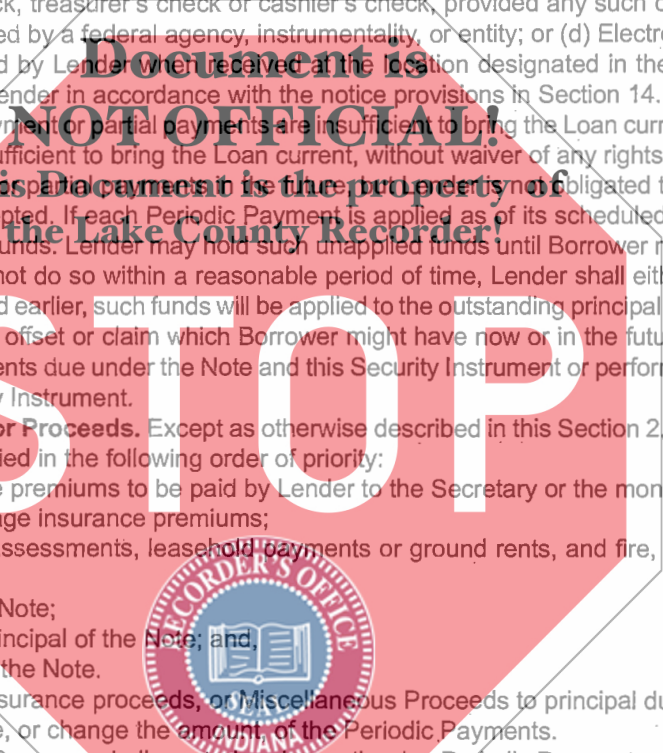 ck, treasurer's check or cashier's check, provided any such c
ed by a federal agency, instrumentality, or entity; or (d) Electro
Document is
d by Lender when received at the location designated in the
ender in accordance with the notice provisions in Section 14.
NOT OFFICIAL!
yment or partial payments are insufficient to bring the Loan curr
ufficient to bring the Loan current, without waiver of any rights
is Document is the property of
or partial payments in the future, but Lender is not obligated t
pted. If each Periodic Payment is applied as of its scheduled
the Lake County Recorder!
unds. Lender may hold such unapplied funds until Borrower m
not do so within a reasonable period of time, Lender shall eith
d earlier, such funds will be applied to the outstanding principal
offset or claim which Borrower might have now or in the futu
ents due under the Note and this Security Instrument or perform
y Instrument.
STOP
or Proceeds. Except as otherwise described in this Section 2,
lied in the following order of priority:
e premiums to be paid by Lender to the Secretary or the mon
age insurance premiums;
assessments, leasehold payments or ground rents, and fire,
RECORDER'S OFFICE
Note;
incipal of the Note; and,
the Note.
surance proceeds, or Miscellaneous Proceeds to principal du
e, or change the amount, of the Periodic Payments.
DIANA